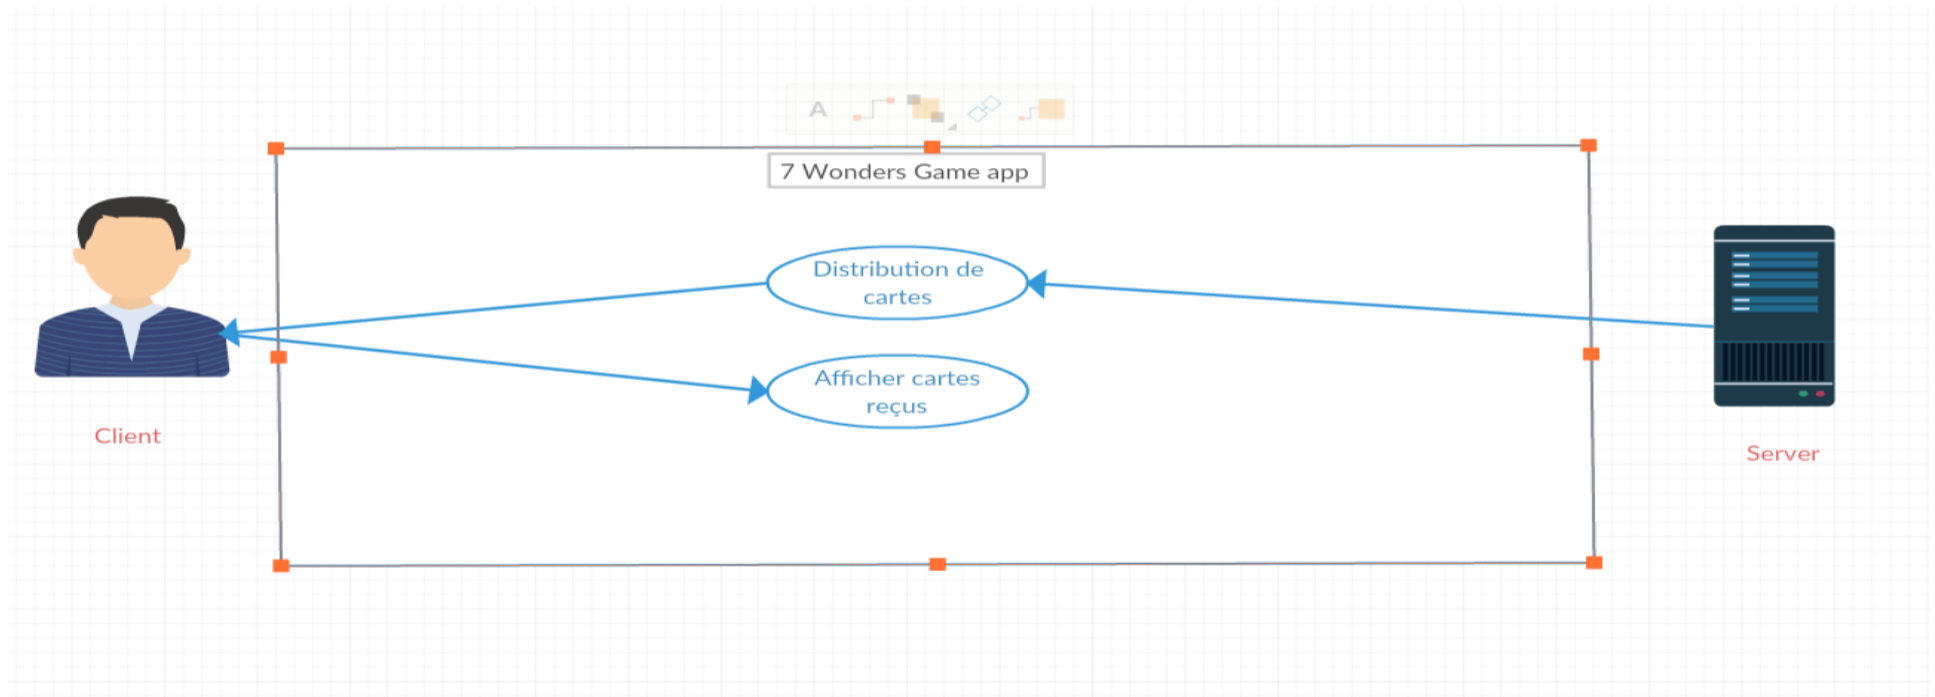 A
7 Wonders Game app
Distribution de
cartes
Afficher cartes
reçus
Client
Server